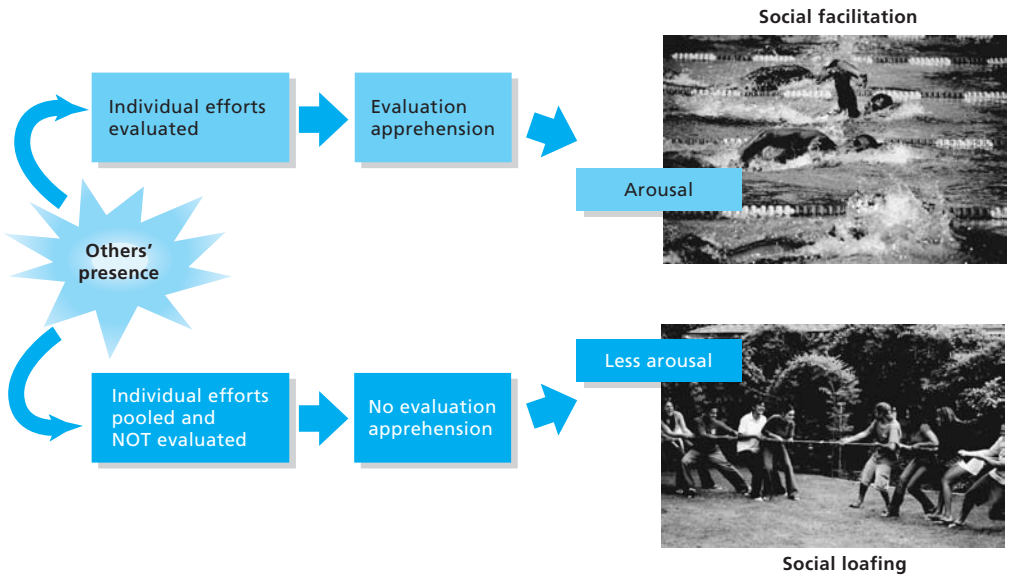 Social facilitation
Individual efforts
evaluated
Evaluation
apprehension
Arousal
Others’
presence
Less arousal
Individual efforts
pooled and
NOT evaluated
No evaluation
apprehension
Social loafing